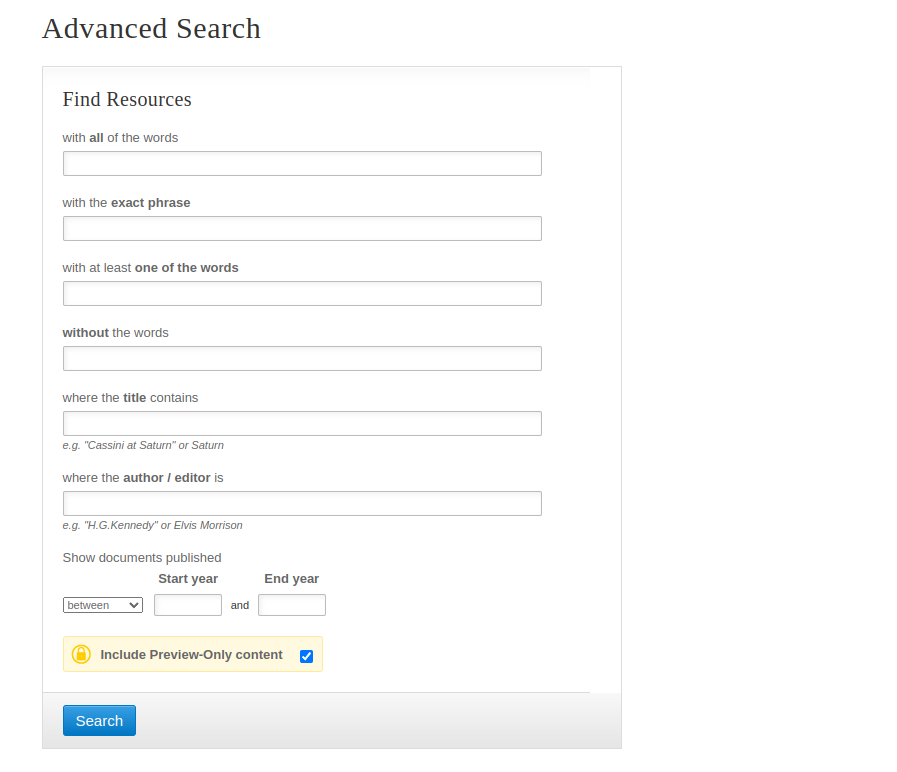 Advanced Search
Find Resources
with all of the words
with the exact phrase
with at least one of the words
without the words
where the title contains
e.g. "Cassini at Saturn" or Saturn
where the author / editor is
e.g. "H.G.Kennedy" or Elvis Morrison
Show documents published
Start year End year
between and
Include Preview-Only content
Search